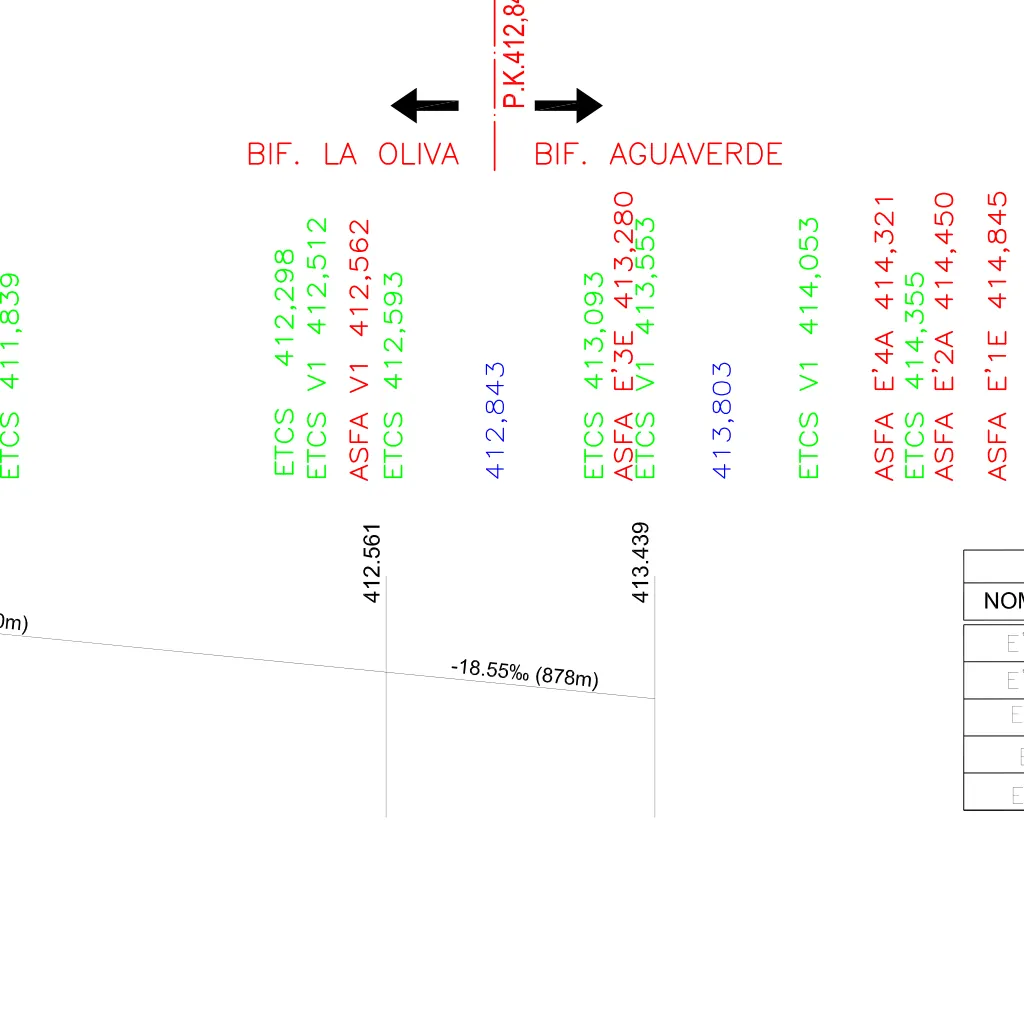 P.K.412,84
BIF. LA OLIVA
BIF. AGUAVERDE
ETCS 411,839
ETCS 412,298
ETCS V1 412,512
ASFA V1 412,562
ETCS 412,593
412,843
ETCS 413,093
ASFA E'3E 413,280
ETCS V1 413,553
413,803
ETCS V1 414,053
ASFA E'4A 414,321
ETCS 414,355
ASFA E'2A 414,450
ASFA E'1E 414,845
412.561
413.439
0m)
-18.55‰ (878m)
NOM
E'
E'
E
E
E